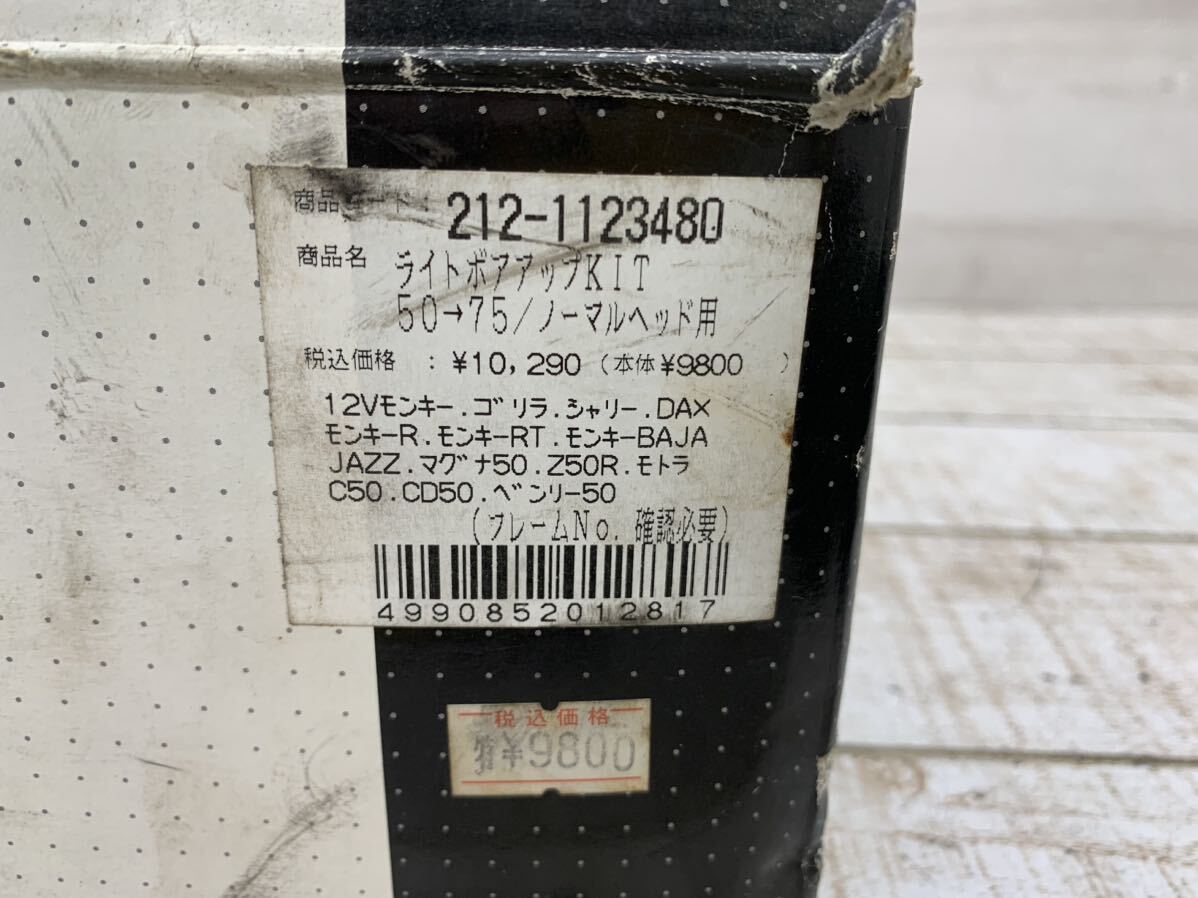 商品コード : 212-1123480
商品名 ライトボアアップKIT
50→75/ノーマルヘッド用
税込価格 : ¥10,290 (本体¥9800 )
12Vモンキー.ゴリラ.シャリー.DAX
モンキーR.モンキーRT.モンキーBAJA
JAZZ.マグナ50.Z50R.モトラ
C50.CD50.ベンリー50
(フレームNo.確認必要)
4990852012817
税込価格
特¥9800